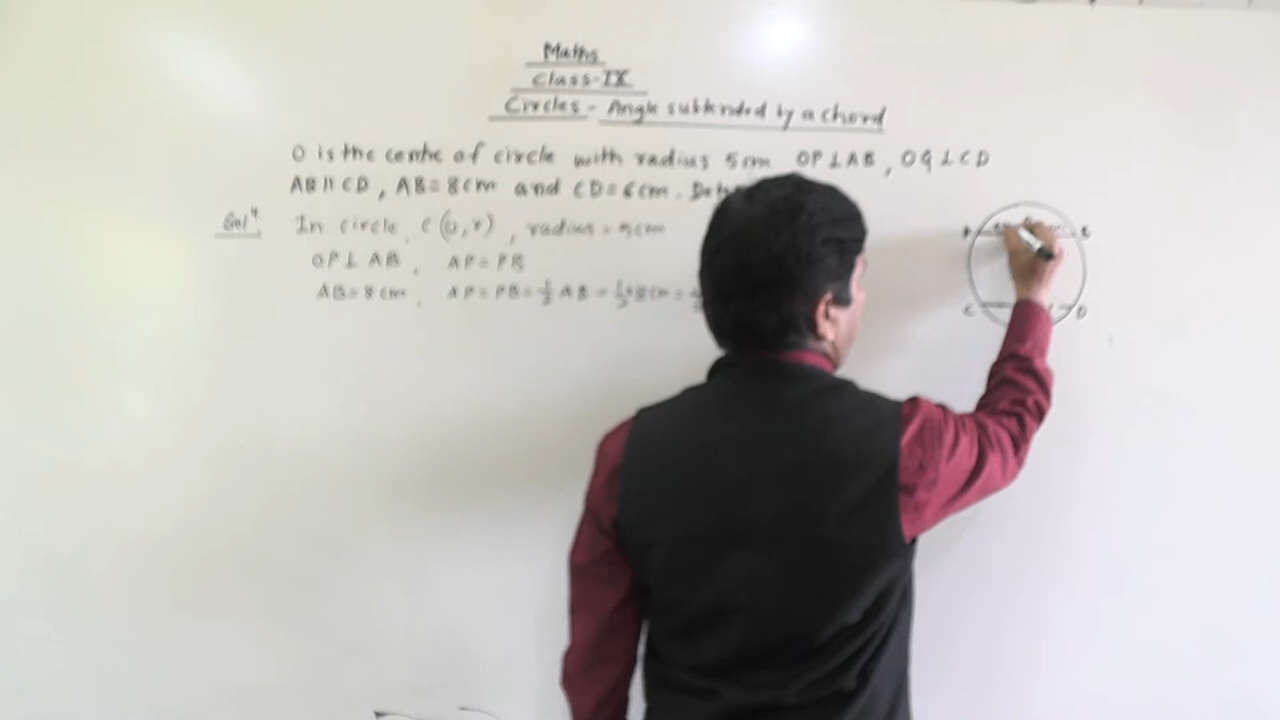 Maths
Class-IX
Circles - Angle subtended by a chord
O is the centre of circle with radius 5cm OP⊥AB, OQ⊥CD
AB∥CD, AB=8cm and CD=6cm.
Solⁿ. In circle, C(O,r), radius=5cm
OP⊥AB, AP=PB
AB=8cm, AP=PB=½AB=½×8cm=
A B
C D